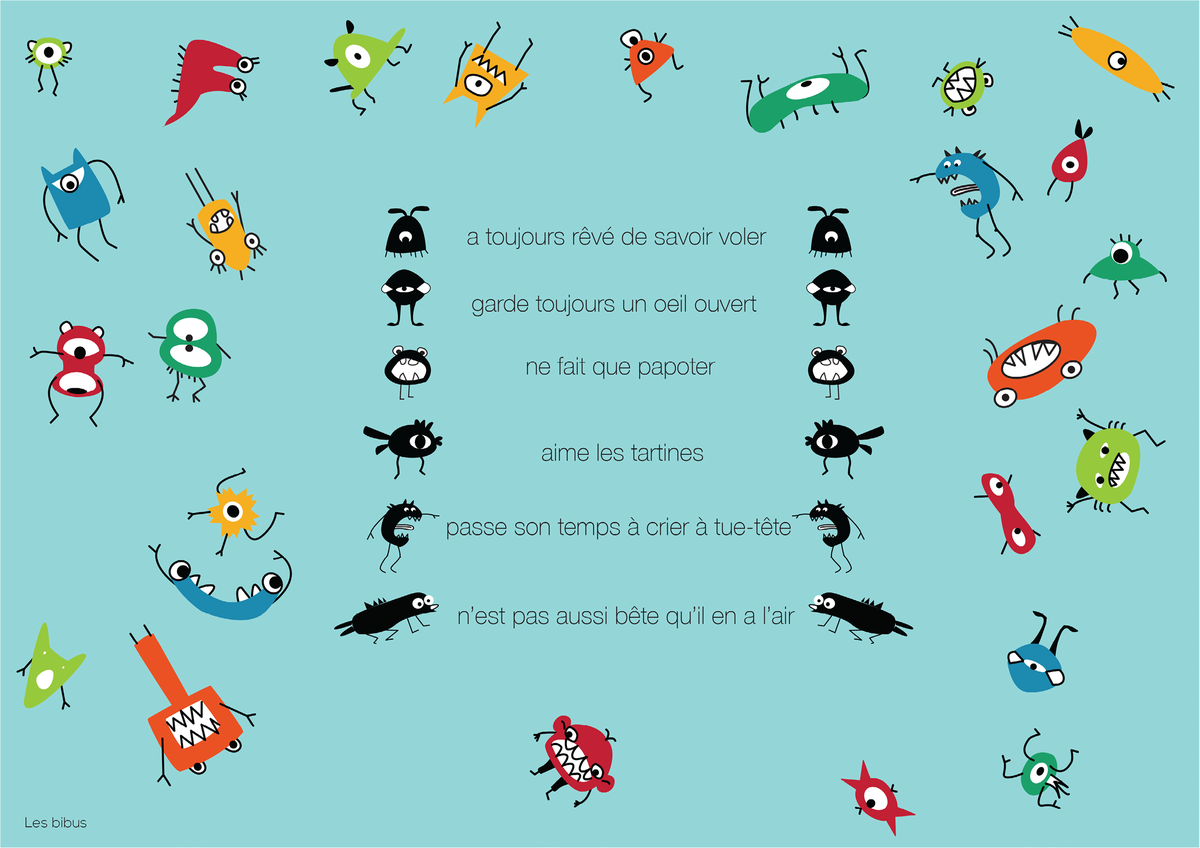 a toujours rêvé de savoir voler
garde toujours un oeil ouvert
ne fait que papoter
aime les tartines
passe son temps à crier à tue-tête
n'est pas aussi bête qu'il en a l'air
Les bibus